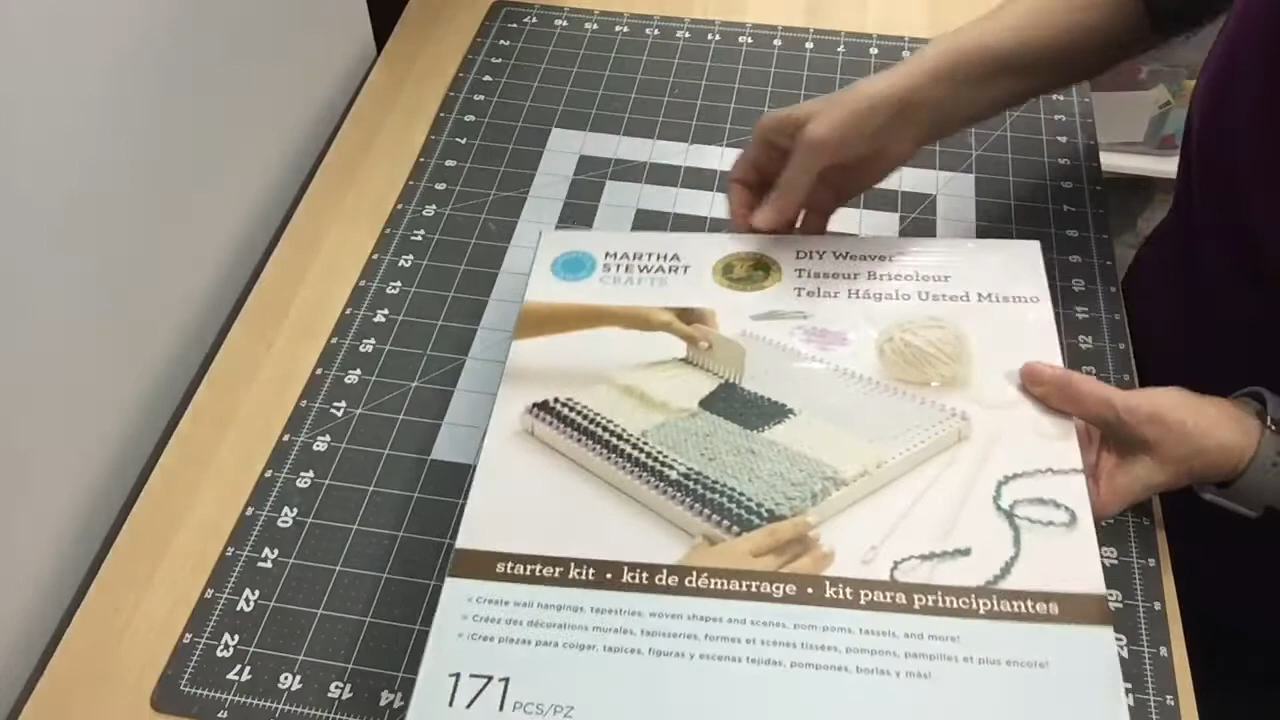 MARTHA
STEWART
CRAFTS
DIY Weaver
Tisseur Bricoleur
Telar Hágalo Usted Mismo
starter kit • kit de démarrage • kit para principiantes
Create wall hangings, tapestries, woven shapes and scenes, pom-poms, tassels, and more!
Créez des décorations murales, tapisseries, formes et scènes tissées, pompons, pampilles et plus encore!
¡Cree plazas para colgar, tapices, figuras y escenas tejidas, pompones, borlas y más!
171 PCS/PZ